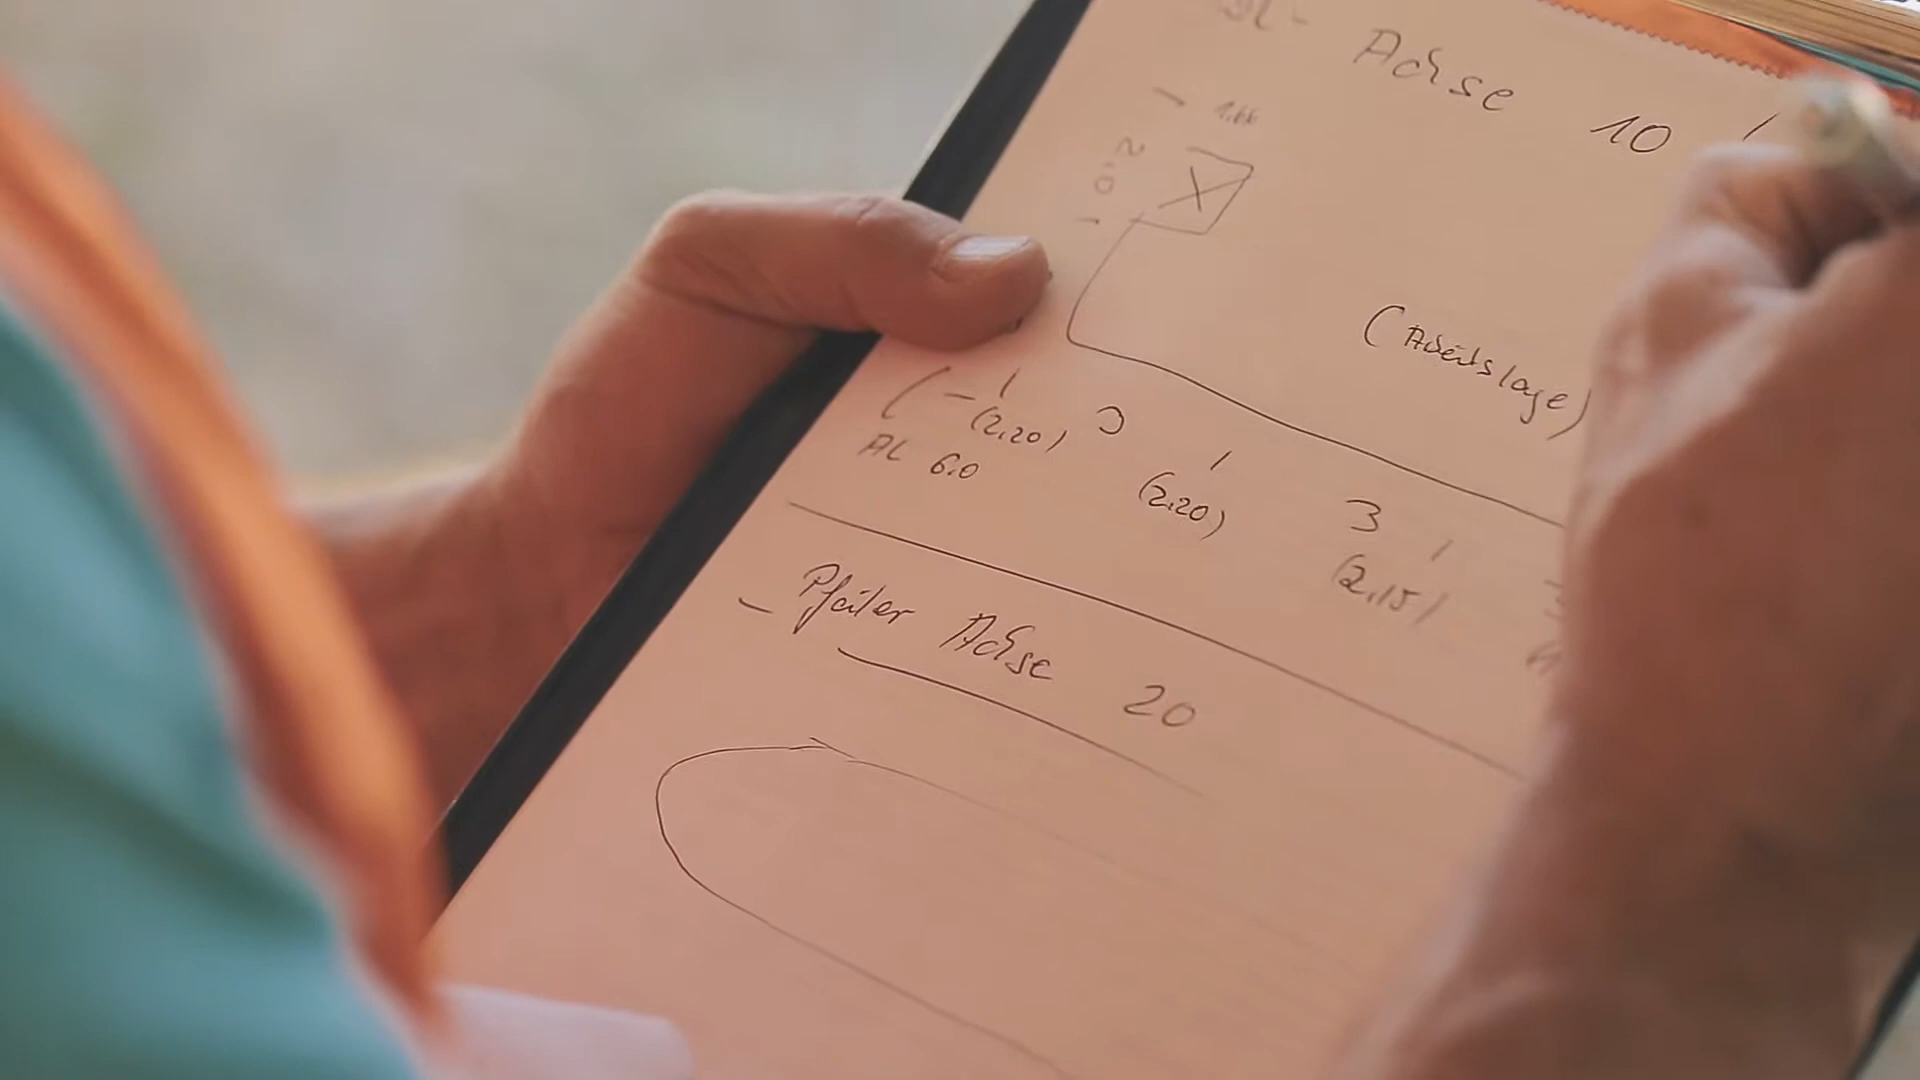 Achse 10 /
1.66
2.01
(Arbeitslage)
(2.20) 3 (2.20) 3 (2.15)
AL 6.0
- Pfeiler Achse 20